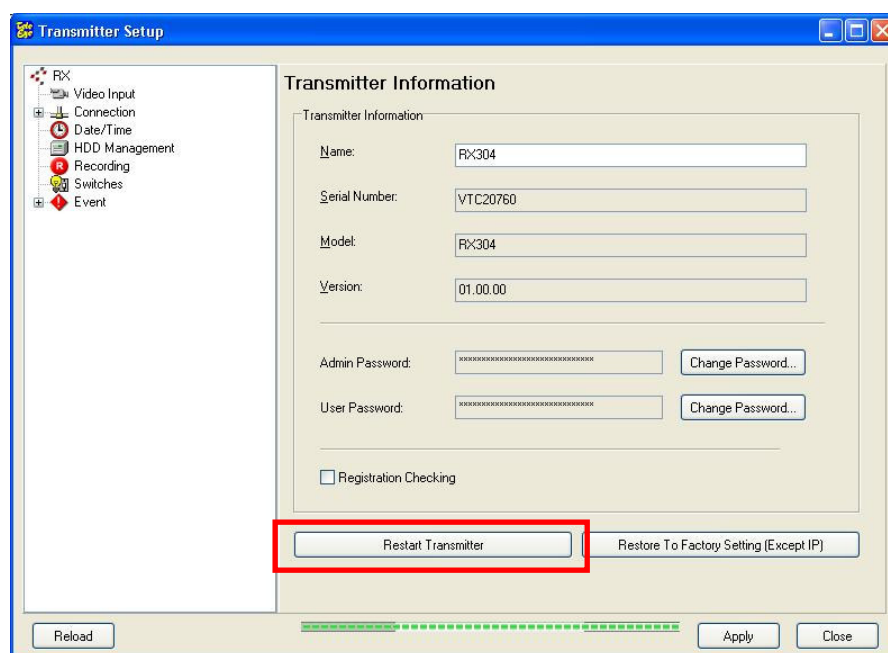 Tele Eye
Transmitter Setup
RX
Video Input
Connection
Date/Time
HDD Management
R
Recording
Switches
Event
Transmitter Information
Transmitter Information
Name:
RX304
Serial Number:
VTC20760
Model:
RX304
Version:
01.00.00
Admin Password:
******************************
Change Password...
User Password:
******************************
Change Password...
Registration Checking
Restart Transmitter
Restore To Factory Setting (Except IP)
Reload
Apply
Close